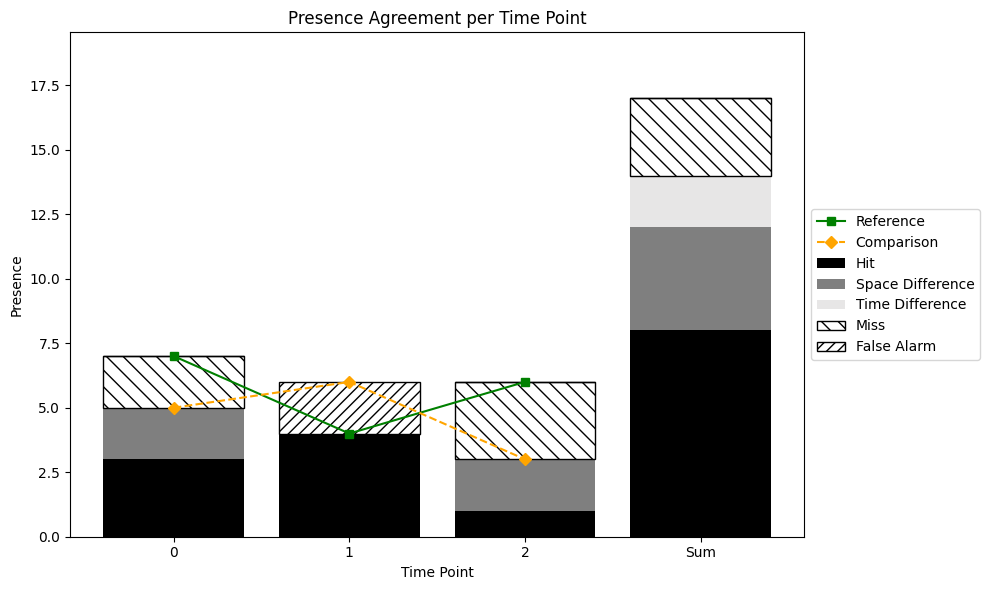 Presence Agreement per Time Point
17.5
15.0
12.5
10.0
7.5
5.0
2.5
0.0
Presence
0
1
2
Sum
Time Point
Reference
Comparison
Hit
Space Difference
Time Difference
Miss
False Alarm